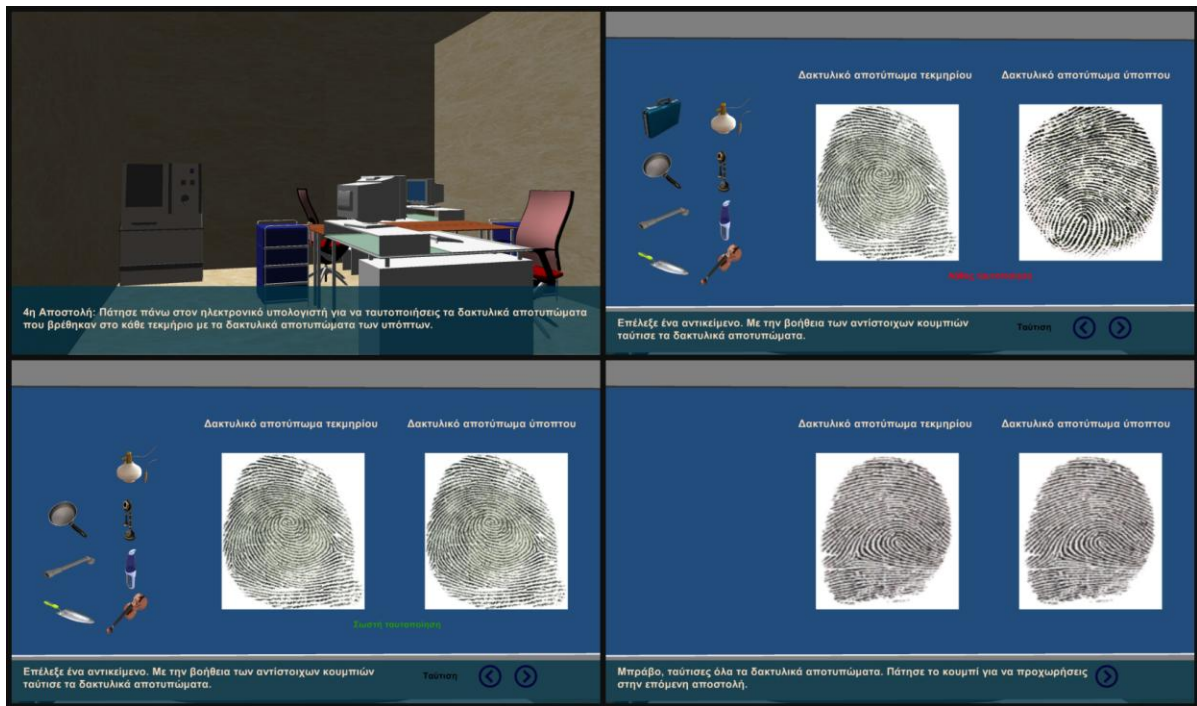 4η Αποστολή: Πάτησε πάνω στον ηλεκτρονικό υπολογιστή για να ταυτοποιήσεις τα δακτυλικά αποτυπώματα
που βρέθηκαν στο κάθε τεκμήριο με τα δακτυλικά αποτυπώματα των υπόπτων.
Δακτυλικό αποτύπωμα τεκμηρίου
Δακτυλικό αποτύπωμα ύποπτου
Λάθος ταυτοποίηση
Επέλεξε ένα αντικείμενο. Με την βοήθεια των αντίστοιχων κουμπιών
ταύτισε τα δακτυλικά αποτυπώματα.
Ταύτιση
Δακτυλικό αποτύπωμα τεκμηρίου
Δακτυλικό αποτύπωμα ύποπτου
Σωστή ταυτοποίηση
Επέλεξε ένα αντικείμενο. Με την βοήθεια των αντίστοιχων κουμπιών
ταύτισε τα δακτυλικά αποτυπώματα.
Ταύτιση
Δακτυλικό αποτύπωμα τεκμηρίου
Δακτυλικό αποτύπωμα ύποπτου
Μπράβο, ταύτισες όλα τα δακτυλικά αποτυπώματα. Πάτησε το κουμπί για να προχωρήσεις
στην επόμενη αποστολή.